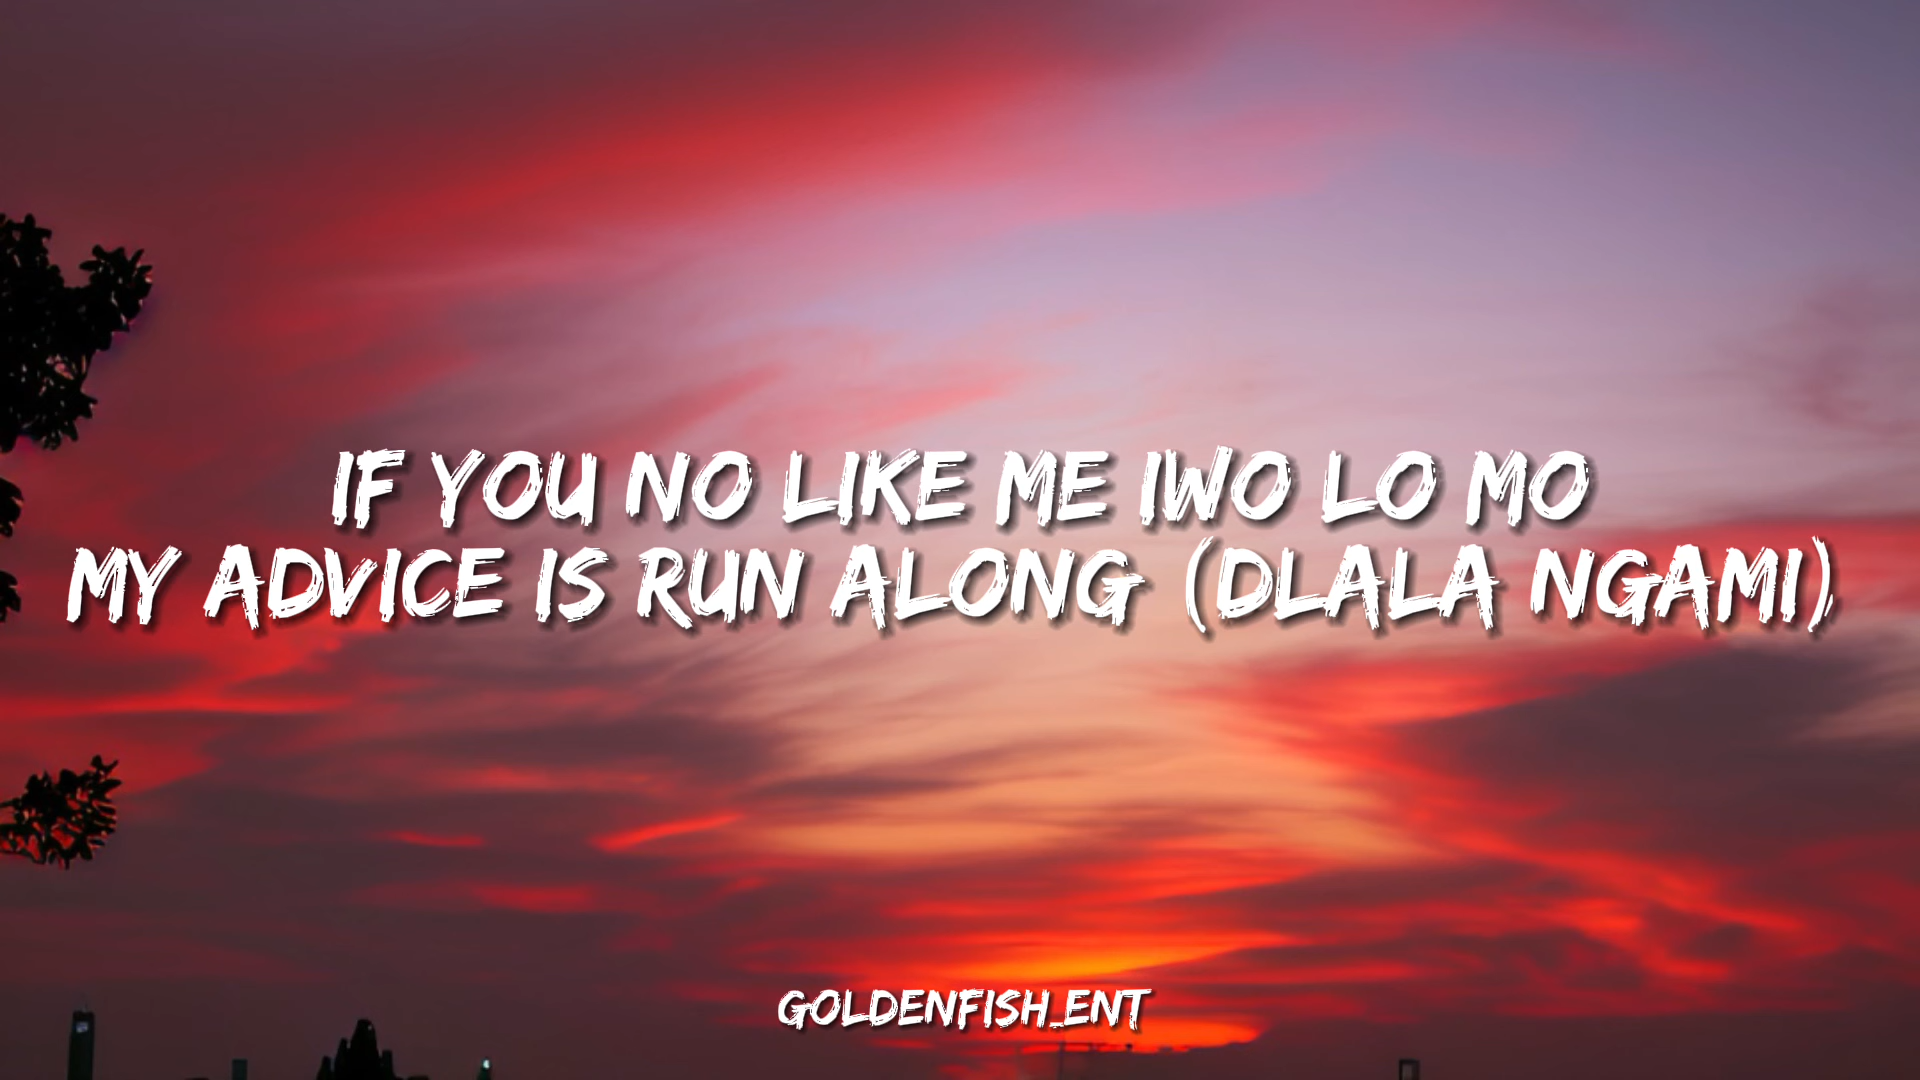 IF YOU NO LIKE ME IWO LO MO
MY ADVICE IS RUN ALONG (DLALA NGAMI)
GOLDENFISH_ENT